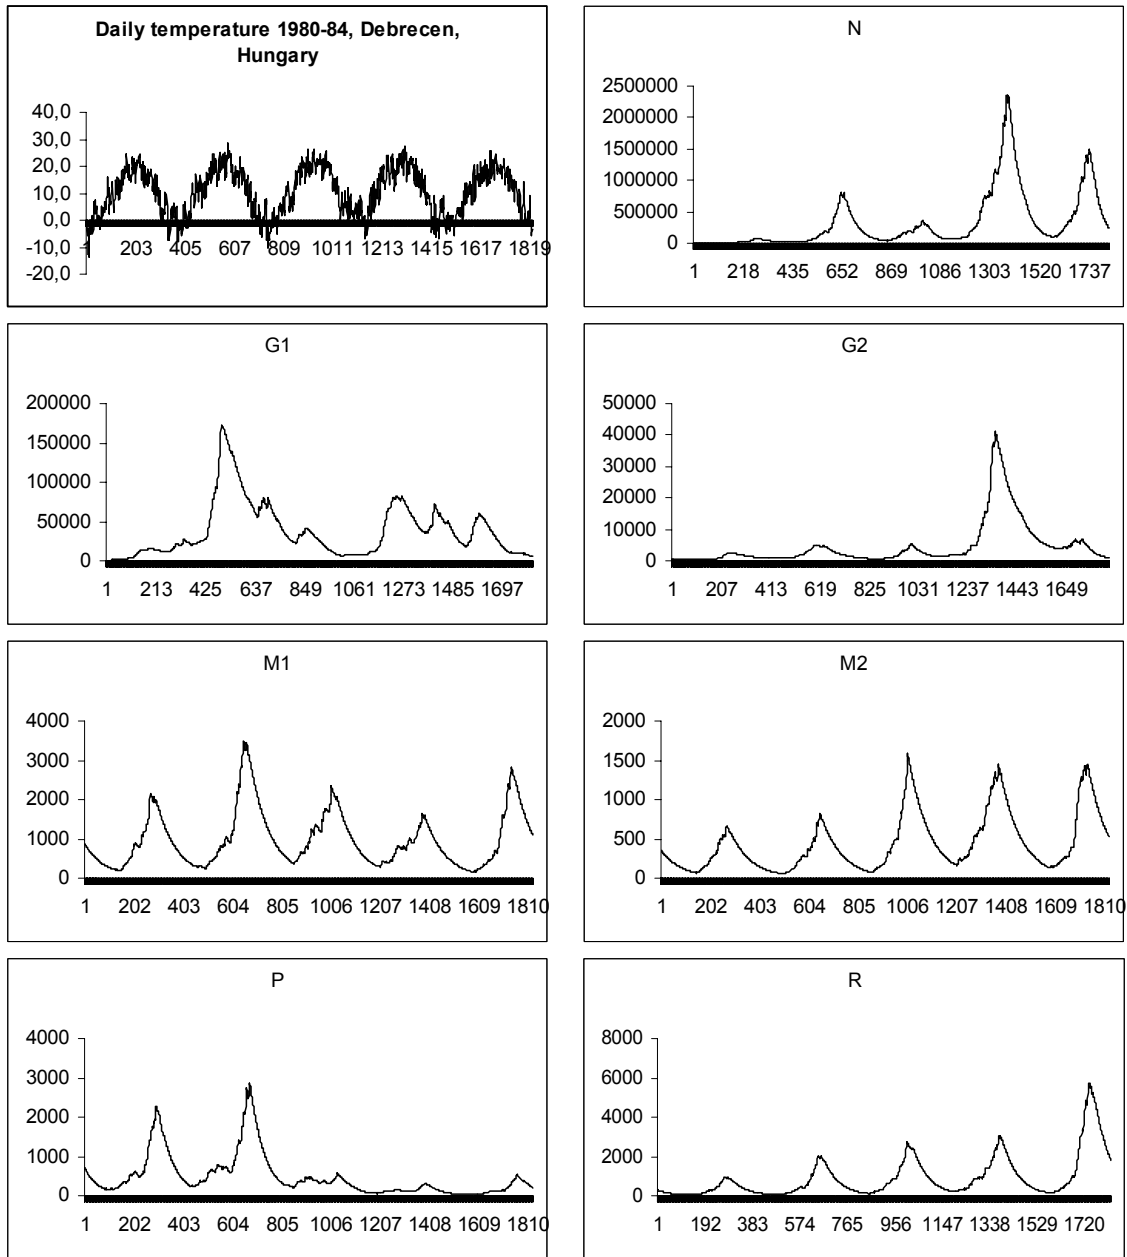 Daily temperature 1980-84, Debrecen,
Hungary
40,0
30,0
20,0
10,0
0,0
-10,0
-20,0
1 203 405 607 809 1011 1213 1415 1617 1819
N
2500000
2000000
1500000
1000000
500000
0
1 218 435 652 869 1086 1303 1520 1737
G1
200000
150000
100000
50000
0
1 213 425 637 849 1061 1273 1485 1697
G2
50000
40000
30000
20000
10000
0
1 207 413 619 825 1031 1237 1443 1649
M1
4000
3000
2000
1000
0
1 202 403 604 805 1006 1207 1408 1609 1810
M2
2000
1500
1000
500
0
1 202 403 604 805 1006 1207 1408 1609 1810
P
4000
3000
2000
1000
0
1 202 403 604 805 1006 1207 1408 1609 1810
R
8000
6000
4000
2000
0
1 192 383 574 765 956 1147 1338 1529 1720